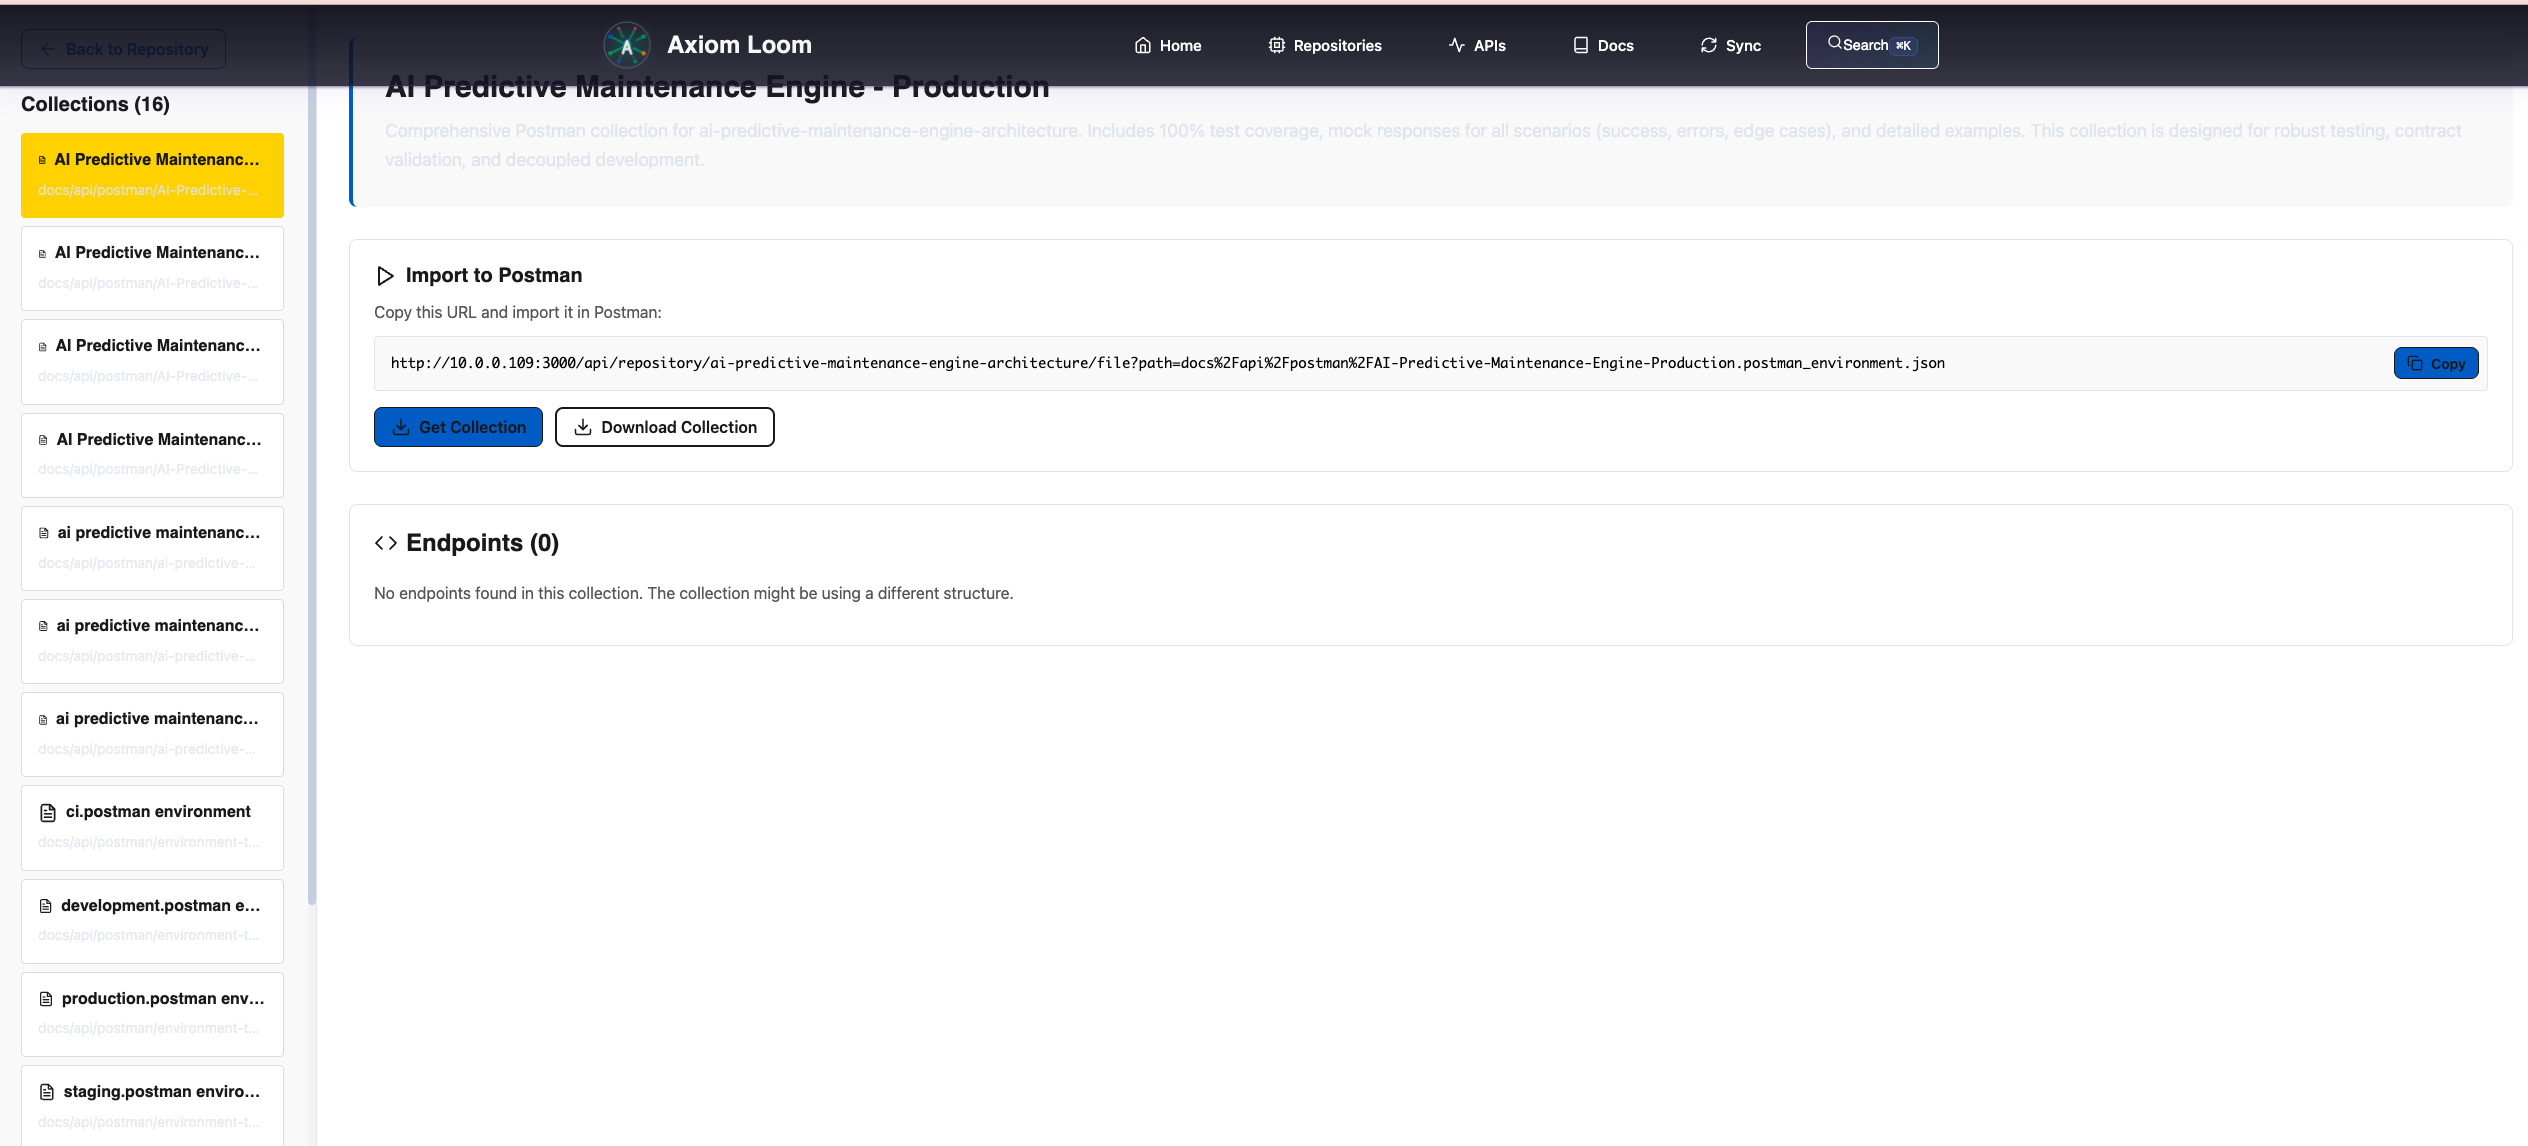 Axiom Loom
Home
Repositories
APIs
Docs
Sync
Search ⌘K
Back to Repository
Collections (16)
AI Predictive Maintenanc...
docs/api/postman/AI-Predictive-...
AI Predictive Maintenanc...
docs/api/postman/AI-Predictive-...
AI Predictive Maintenanc...
docs/api/postman/AI-Predictive-...
AI Predictive Maintenanc...
docs/api/postman/AI-Predictive-...
ai predictive maintenanc...
docs/api/postman/ai-predictive-...
ai predictive maintenanc...
docs/api/postman/ai-predictive-...
ai predictive maintenanc...
docs/api/postman/ai-predictive-...
ci.postman environment
docs/api/postman/environment-t...
development.postman e...
docs/api/postman/environment-t...
production.postman env...
docs/api/postman/environment-t...
staging.postman enviro...
docs/api/postman/environment-t...
AI Predictive Maintenance Engine - Production
Comprehensive Postman collection for ai-predictive-maintenance-engine-architecture. Includes 100% test coverage, mock responses for all scenarios (success, errors, edge cases), and detailed examples. This collection is designed for robust testing, contract
validation, and decoupled development.
Import to Postman
Copy this URL and import it in Postman:
http://10.0.0.109:3000/api/repository/ai-predictive-maintenance-engine-architecture/file?path=docs%2Fapi%2Fpostman%2FAI-Predictive-Maintenance-Engine-Production.postman_environment.json
Copy
Get Collection
Download Collection
Endpoints (0)
No endpoints found in this collection. The collection might be using a different structure.